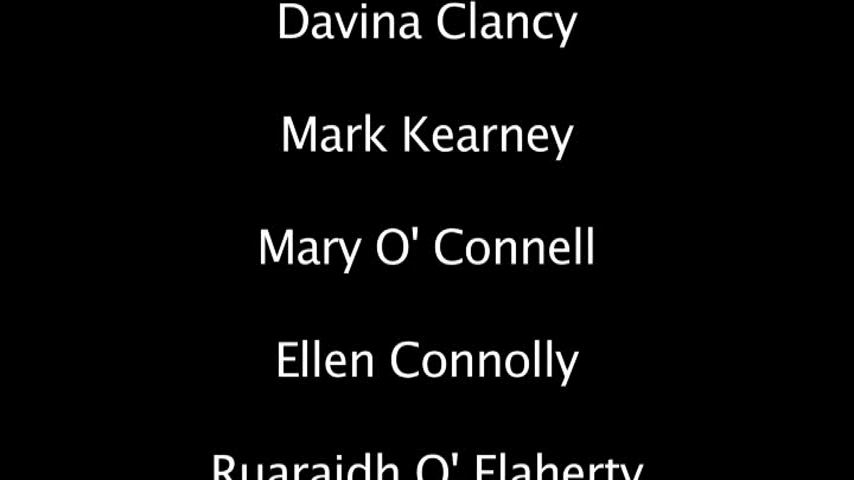 Davina Clancy
Mark Kearney
Mary O' Connell
Ellen Connolly
Ruaraidh O' Flaherty